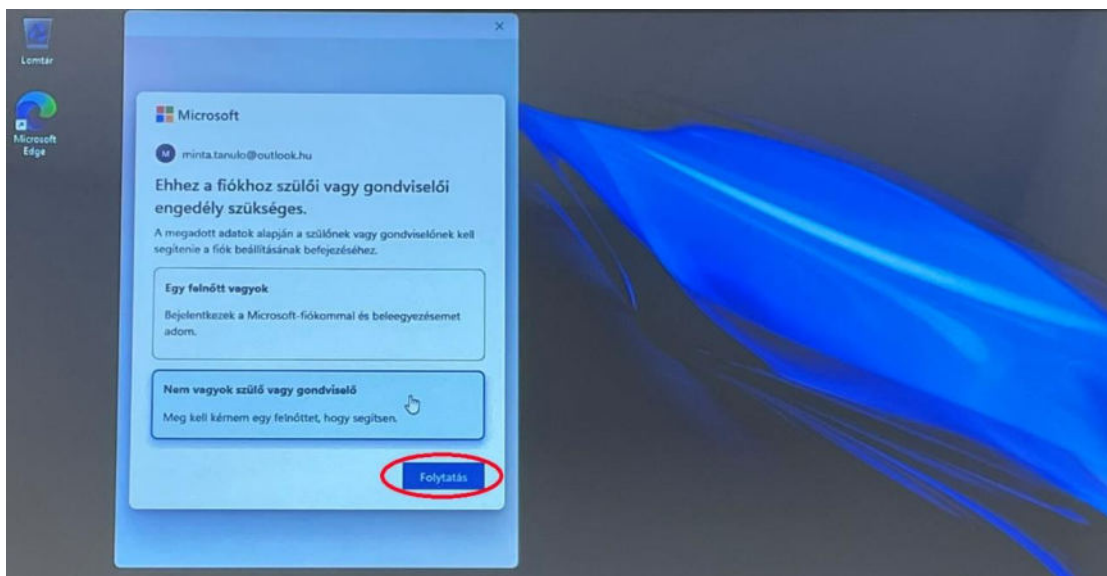 Lomtár
Microsoft
Edge
Microsoft
M
minta.tanulo@outlook.hu
Ehhez a fiókhoz szülői vagy gondviselői
engedély szükséges.
A megadott adatok alapján a szülőnek vagy gondviselőnek kell
segítenie a fiók beállításának befejezéséhez.
Egy felnőtt vagyok
Bejelentkezek a Microsoft-fiókommal és beleegyezésemet
adom.
Nem vagyok szülő vagy gondviselő
Meg kell kérnem egy felnőttet, hogy segítsen.
Folytatás